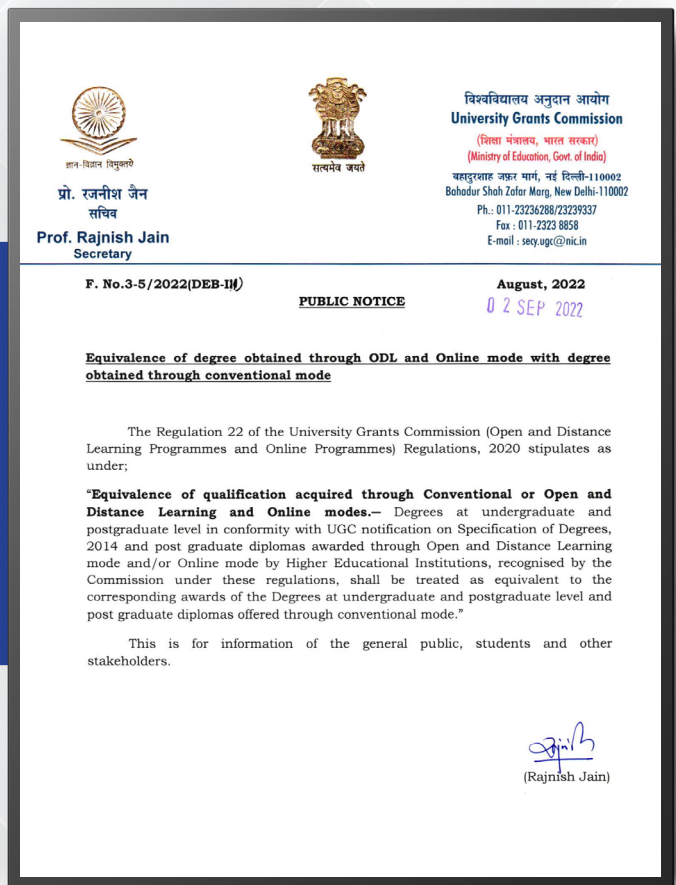 ज्ञान-विज्ञान विमुक्तये
प्रो. रजनीश जैन
सचिव
Prof. Rajnish Jain
Secretary
सत्यमेव जयते
विश्वविद्यालय अनुदान आयोग
University Grants Commission
(शिक्षा मंत्रालय, भारत सरकार)
(Ministry of Education, Govt. of India)
बहादुरशाह ज़फ़र मार्ग, नई दिल्ली-110002
Bahadur Shah Zafar Marg, New Delhi-110002
Ph.: 011-23236288/23239337
Fax : 011-2323 8858
E-mail : secy.ugc@nic.in
F. No.3-5/2022(DEB-III)
August, 2022
PUBLIC NOTICE
02 SEP 2022
Equivalence of degree obtained through ODL and Online mode with degree
obtained through conventional mode
The Regulation 22 of the University Grants Commission (Open and Distance
Learning Programmes and Online Programmes) Regulations, 2020 stipulates as
under;
“Equivalence of qualification acquired through Conventional or Open and
Distance Learning and Online modes.— Degrees at undergraduate and
postgraduate level in conformity with UGC notification on Specification of Degrees,
2014 and post graduate diplomas awarded through Open and Distance Learning
mode and/or Online mode by Higher Educational Institutions, recognised by the
Commission under these regulations, shall be treated as equivalent to the
corresponding awards of the Degrees at undergraduate and postgraduate level and
post graduate diplomas offered through conventional mode.”
This is for information of the general public, students and other
stakeholders.
(Rajnish Jain)